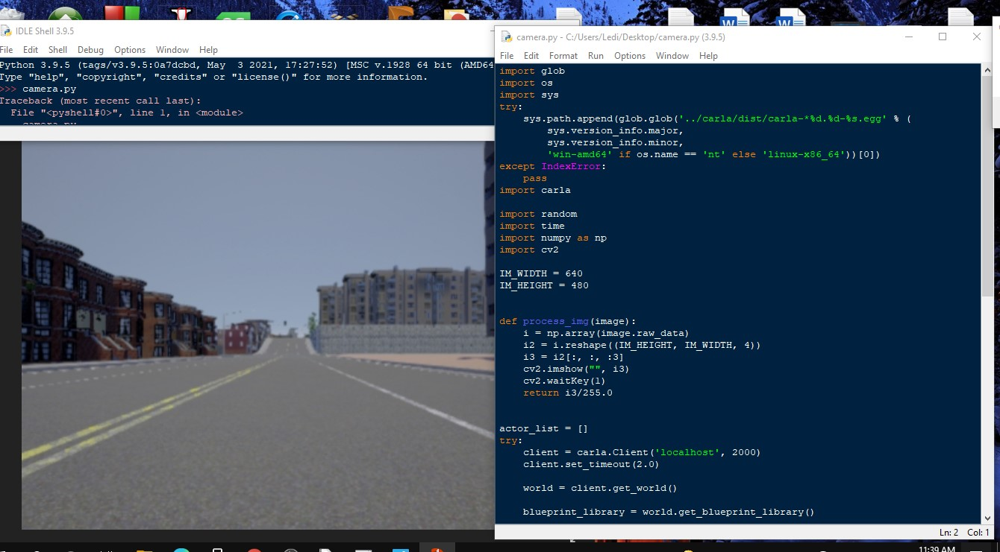 IDLE Shell 3.9.5
File Edit Shell Debug Options Window Help
Python 3.9.5 (tags/v3.9.5:0a7dcbd, May  3 2021, 17:27:52) [MSC v.1928 64 bit (AMD64
Type "help", "copyright", "credits" or "license()" for more information.
>>> camera.py
Traceback (most recent call last):
  File "<pyshell#0>", line 1, in <module>
    camera.py
camera.py - C:/Users/Ledi/Desktop/camera.py (3.9.5)
File Edit Format Run Options Window Help
import glob
import os
import sys
try:
    sys.path.append(glob.glob('../carla/dist/carla-*%d.%d-%s.egg' % (
        sys.version_info.major,
        sys.version_info.minor,
        'win-amd64' if os.name == 'nt' else 'linux-x86_64'))[0])
except IndexError:
    pass
import carla
import random
import time
import numpy as np
import cv2
IM_WIDTH = 640
IM_HEIGHT = 480
def process_img(image):
    i = np.array(image.raw_data)
    i2 = i.reshape((IM_HEIGHT, IM_WIDTH, 4))
    i3 = i2[:, :, :3]
    cv2.imshow("", i3)
    cv2.waitKey(1)
    return i3/255.0
actor_list = []
try:
    client = carla.Client('localhost', 2000)
    client.set_timeout(2.0)
    world = client.get_world()
    blueprint_library = world.get_blueprint_library()
Ln: 2 Col: 1
11:39 AM